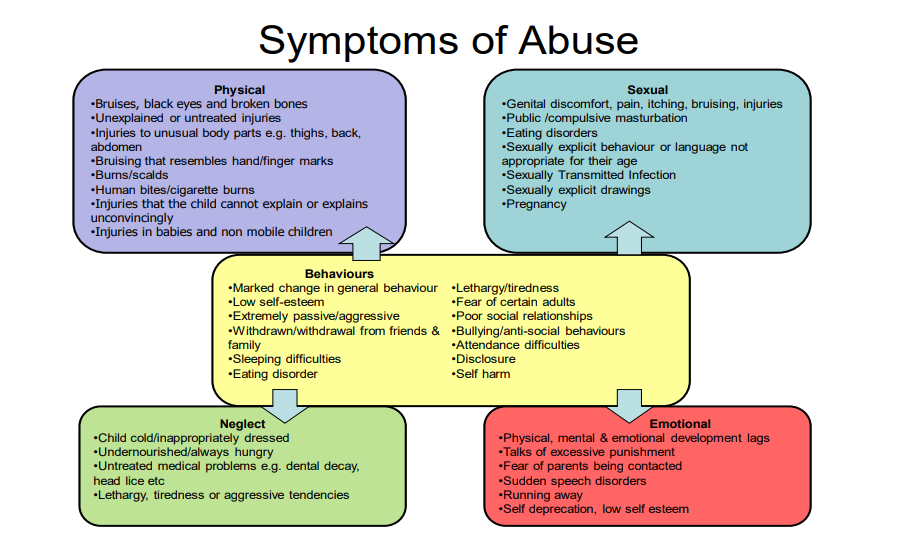 Symptoms of Abuse
Physical
•Bruises, black eyes and broken bones
•Unexplained or untreated injuries
•Injuries to unusual body parts e.g. thighs, back,
abdomen
•Bruising that resembles hand/finger marks
•Burns/scalds
•Human bites/cigarette burns
•Injuries that the child cannot explain or explains
unconvincingly
•Injuries in babies and non mobile children
Sexual
•Genital discomfort, pain, itching, bruising, injuries
•Public /compulsive masturbation
•Eating disorders
•Sexually explicit behaviour or language not
appropriate for their age
•Sexually Transmitted Infection
•Sexually explicit drawings
•Pregnancy
Behaviours
•Marked change in general behaviour
•Low self-esteem
•Extremely passive/aggressive
•Withdrawn/withdrawal from friends &
family
•Sleeping difficulties
•Eating disorder
•Lethargy/tiredness
•Fear of certain adults
•Poor social relationships
•Bullying/anti-social behaviours
•Attendance difficulties
•Disclosure
•Self harm
Neglect
•Child cold/inappropriately dressed
•Undernourished/always hungry
•Untreated medical problems e.g. dental decay,
head lice etc
•Lethargy, tiredness or aggressive tendencies
Emotional
•Physical, mental & emotional development lags
•Talks of excessive punishment
•Fear of parents being contacted
•Sudden speech disorders
•Running away
•Self deprecation, low self esteem